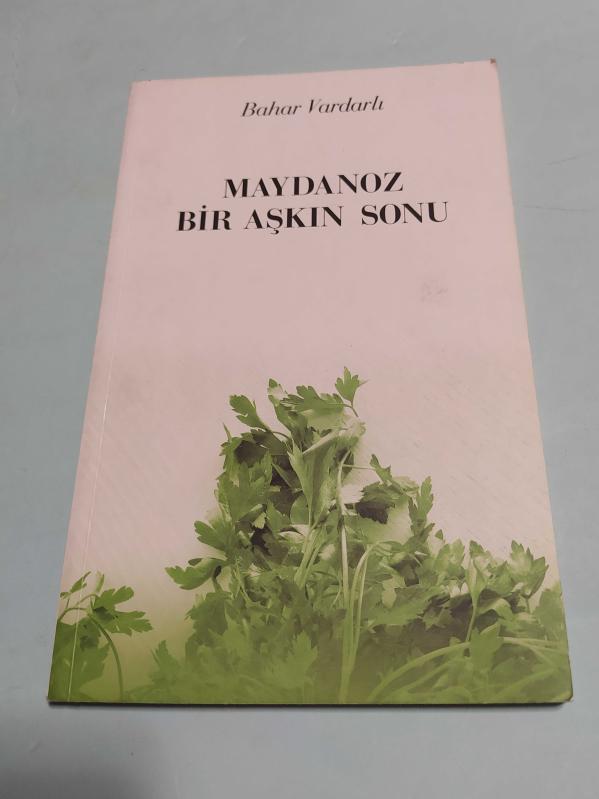 Bahar Vardarlı
MAYDANOZ
BİR AŞKIN SONU